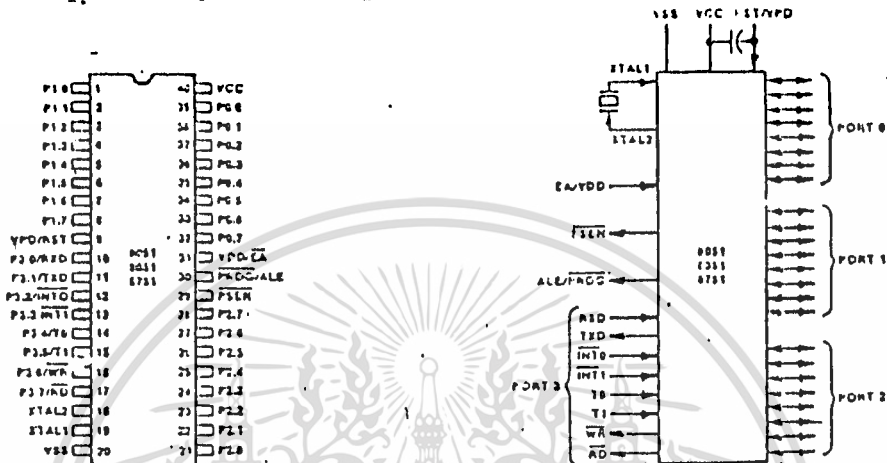 VSS VCC RST/VPD
XTAL1
XTAL2
EA/VDD
PSEN
ALE/PROG
RXD
TXD
INT0
INT1
T0
T1
WR
RD
PORT 3
PORT 0
PORT 1
PORT 2
8051
8031
8751
P1.0 1 40 VCC
P1.1 2 39 P0.0
P1.2 3 38 P0.1
P1.3 4 37 P0.2
P1.4 5 36 P0.3
P1.5 6 35 P0.4
P1.6 7 34 P0.5
P1.7 8 33 P0.6
VPD/RST 9 32 P0.7
P3.0/RXD 10 31 VDD/EA
P3.1/TXD 11 30 PROG/ALE
P3.2/INT0 12 29 PSEN
P3.3/INT1 13 28 P2.7
P3.4/T0 14 27 P2.6
P3.5/T1 15 26 P2.5
P3.6/WR 16 25 P2.4
P3.7/RD 17 24 P2.3
XTAL2 18 23 P2.2
XTAL1 19 22 P2.1
VSS 20 21 P2.0
8051
8031
8751